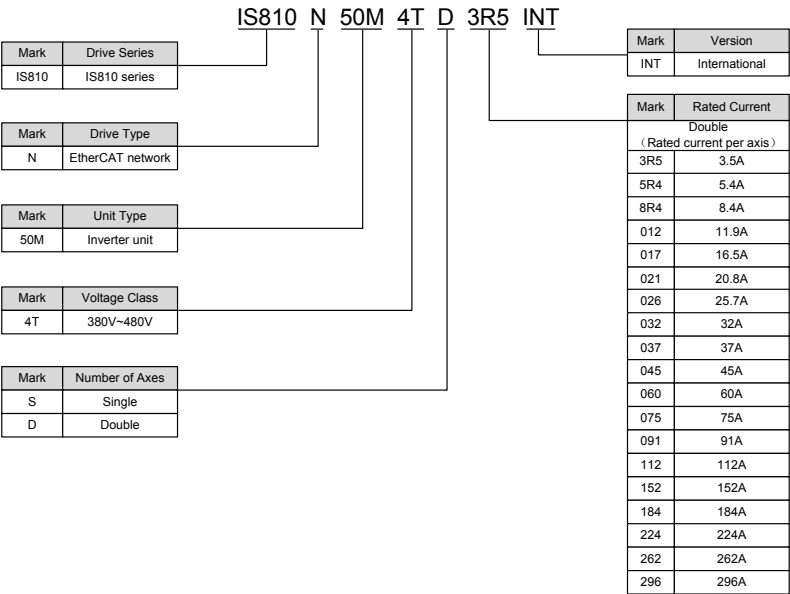 IS810 N 50M 4T D 3R5 INT
Mark Drive Series
IS810 IS810 series
Mark Drive Type
N EtherCAT network
Mark Unit Type
50M Inverter unit
Mark Voltage Class
4T 380V~480V
Mark Number of Axes
S Single
D Double
Mark Version
INT International
Mark Rated Current
Double
（Rated current per axis）
3R5 3.5A
5R4 5.4A
8R4 8.4A
012 11.9A
017 16.5A
021 20.8A
026 25.7A
032 32A
037 37A
045 45A
060 60A
075 75A
091 91A
112 112A
152 152A
184 184A
224 224A
262 262A
296 296A